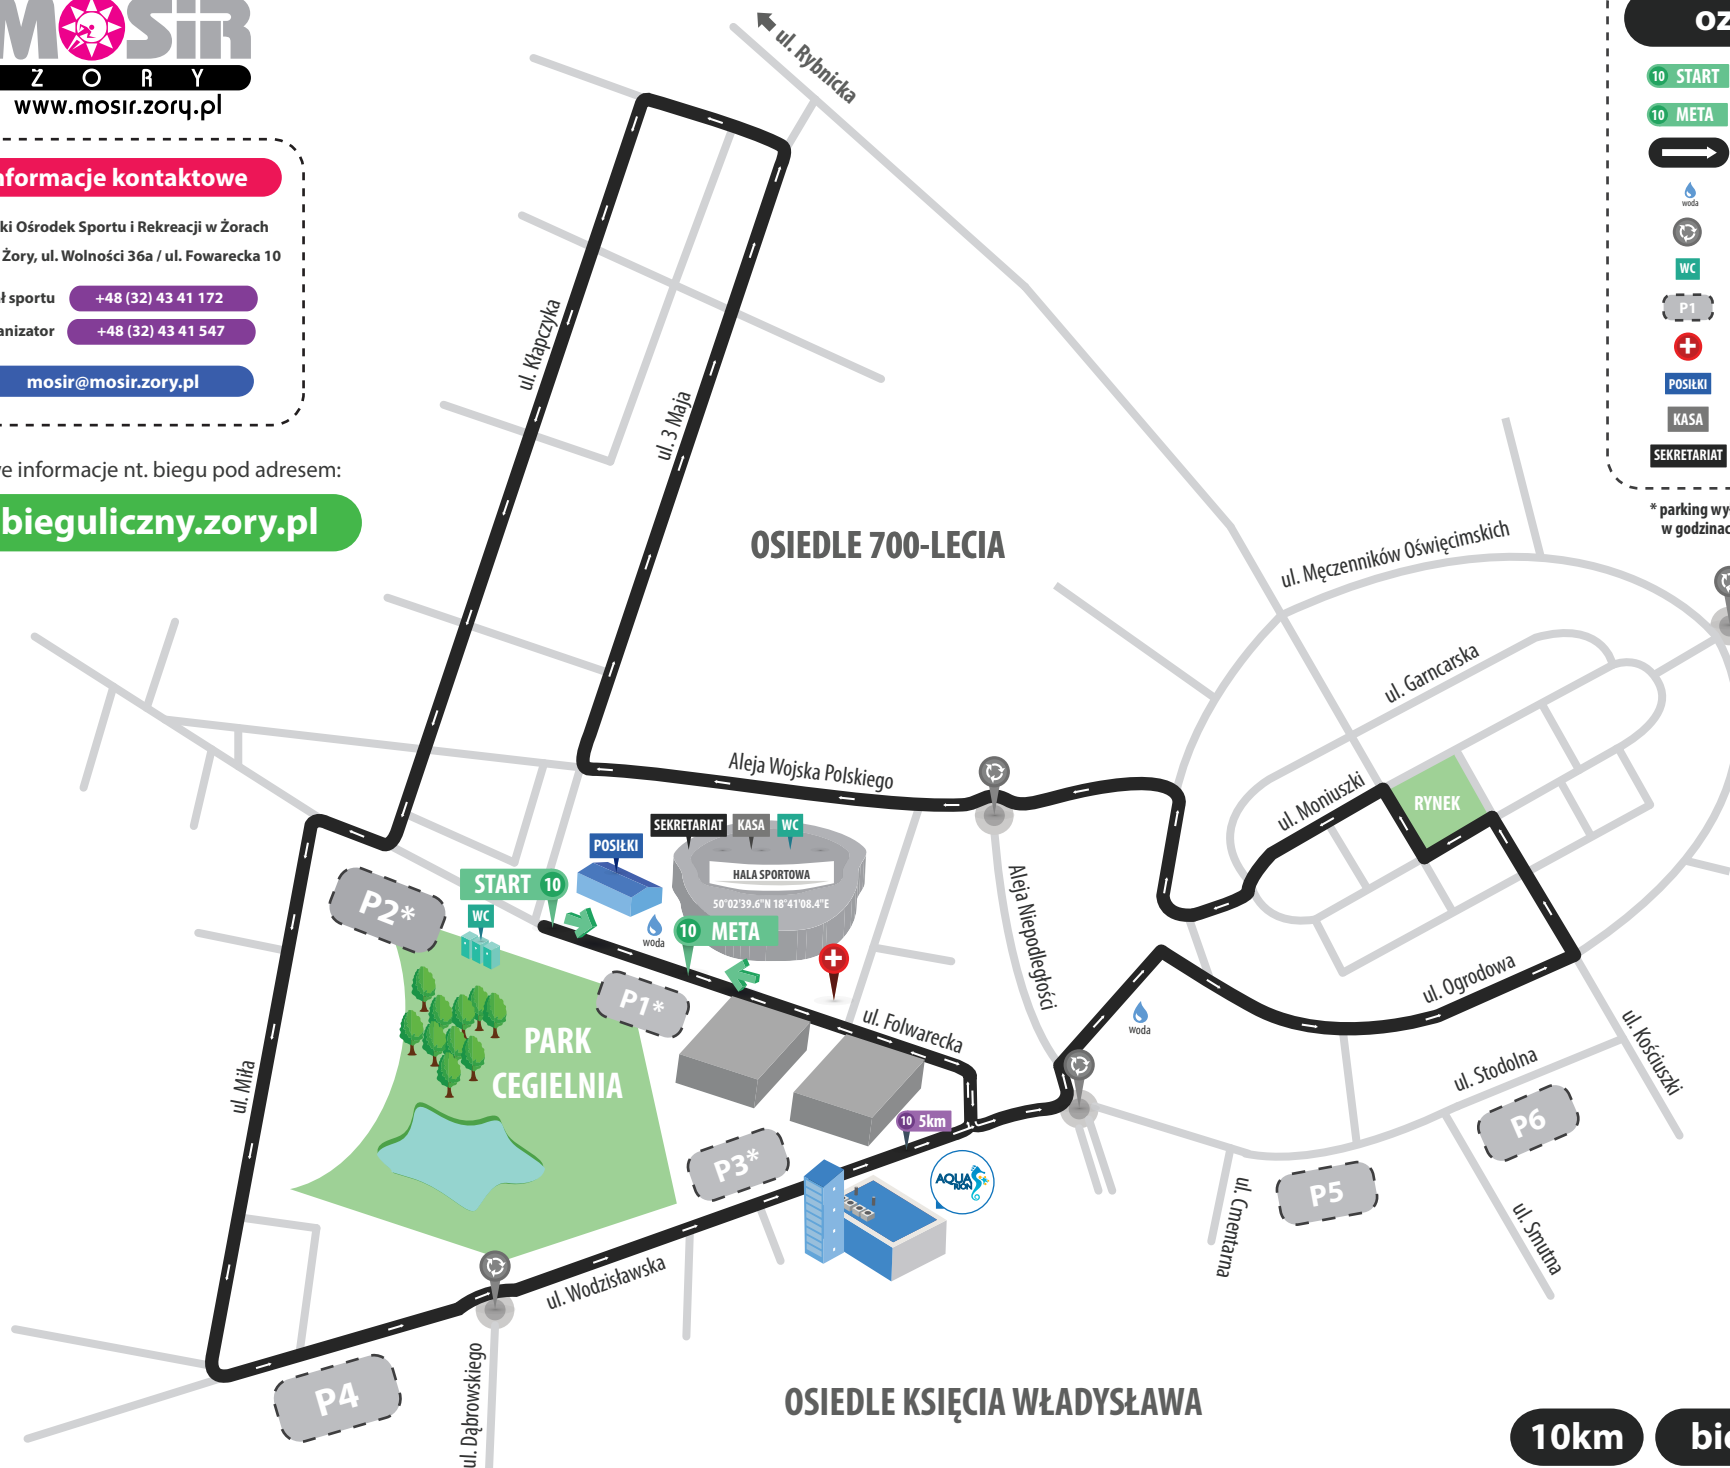 MOSiR
ZORY
www.mosir.zory.pl
nformacje kontaktowe
ki Ośrodek Sportu i Rekreacji w Żorach
Żory, ul. Wolności 36a / ul. Fowarecka 10
ł sportu
+48 (32) 43 41 172
anizator
+48 (32) 43 41 547
mosir@mosir.zory.pl
we informacje nt. biegu pod adresem:
bieguliczny.zory.pl
oz
10 START
10 META
woda
WC
P1
POSIŁKI
KASA
SEKRETARIAT
* parking wy
w godzinac
ul. Rybnicka
ul. Kłapczyka
ul. 3 Maja
OSIEDLE 700-LECIA
ul. Męczenników Oświęcimskich
ul. Garncarska
Aleja Wojska Polskiego
ul. Moniuszki
RYNEK
SEKRETARIAT
KASA
WC
POSIŁKI
HALA SPORTOWA
50°02'39.6"N 18°41'08.4"E
START 10
P2*
WC
woda
10 META
Aleja Niepodległości
ul. Ogrodowa
P1*
woda
ul. Folwarecka
PARK
CEGIELNIA
ul. Kościuszki
ul. Stodolna
ul. Miła
10 5km
P6
P3*
AQUA
RION
P5
ul. Cmentarna
ul. Smutna
ul. Wodzisławska
ul. Dąbrowskiego
P4
OSIEDLE KSIĘCIA WŁADYSŁAWA
10km
bie